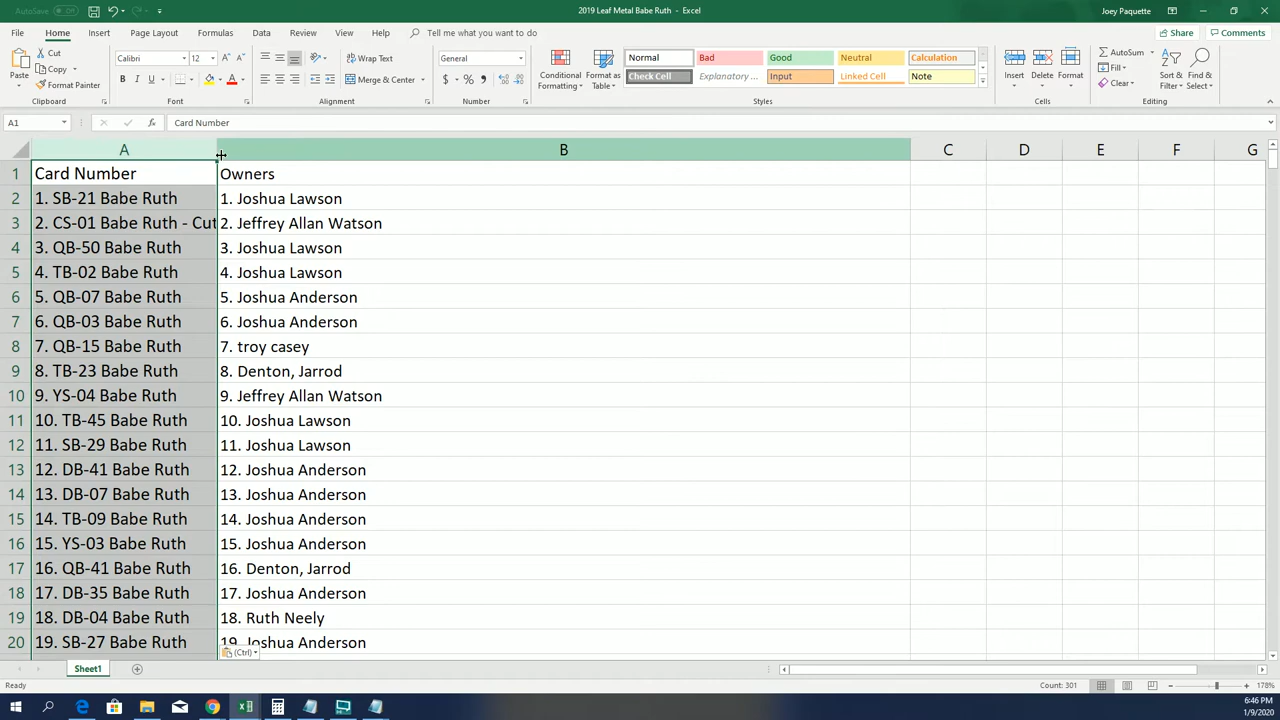 AutoSave Off
2019 Leaf Metal Babe Ruth - Excel
Joey Paquette
File Home Insert Page Layout Formulas Data Review View Help Tell me what you want to do
Share Comments
Paste
Cut
Copy
Format Painter
Clipboard
Calibri 12
B I U
Font
Wrap Text
Merge & Center
Alignment
General
$ % ,
Number
Conditional Formatting
Format as Table
Normal Bad Good Neutral Calculation
Check Cell Explanatory ... Input Linked Cell Note
Styles
Insert Delete Format
Cells
AutoSum
Fill
Clear
Sort & Filter
Find & Select
Editing
A1 fx Card Number
A B C D E F G
1 Card Number Owners
2 1. SB-21 Babe Ruth 1. Joshua Lawson
3 2. CS-01 Babe Ruth - Cut 2. Jeffrey Allan Watson
4 3. QB-50 Babe Ruth 3. Joshua Lawson
5 4. TB-02 Babe Ruth 4. Joshua Lawson
6 5. QB-07 Babe Ruth 5. Joshua Anderson
7 6. QB-03 Babe Ruth 6. Joshua Anderson
8 7. QB-15 Babe Ruth 7. troy casey
9 8. TB-23 Babe Ruth 8. Denton, Jarrod
10 9. YS-04 Babe Ruth 9. Jeffrey Allan Watson
11 10. TB-45 Babe Ruth 10. Joshua Lawson
12 11. SB-29 Babe Ruth 11. Joshua Lawson
13 12. DB-41 Babe Ruth 12. Joshua Anderson
14 13. DB-07 Babe Ruth 13. Joshua Anderson
15 14. TB-09 Babe Ruth 14. Joshua Anderson
16 15. YS-03 Babe Ruth 15. Joshua Anderson
17 16. QB-41 Babe Ruth 16. Denton, Jarrod
18 17. DB-35 Babe Ruth 17. Joshua Anderson
19 18. DB-04 Babe Ruth 18. Ruth Neely
20 19. SB-27 Babe Ruth 19. Joshua Anderson
(Ctrl)
Sheet1
Ready
Count: 301
178%
6:46 PM
1/9/2020